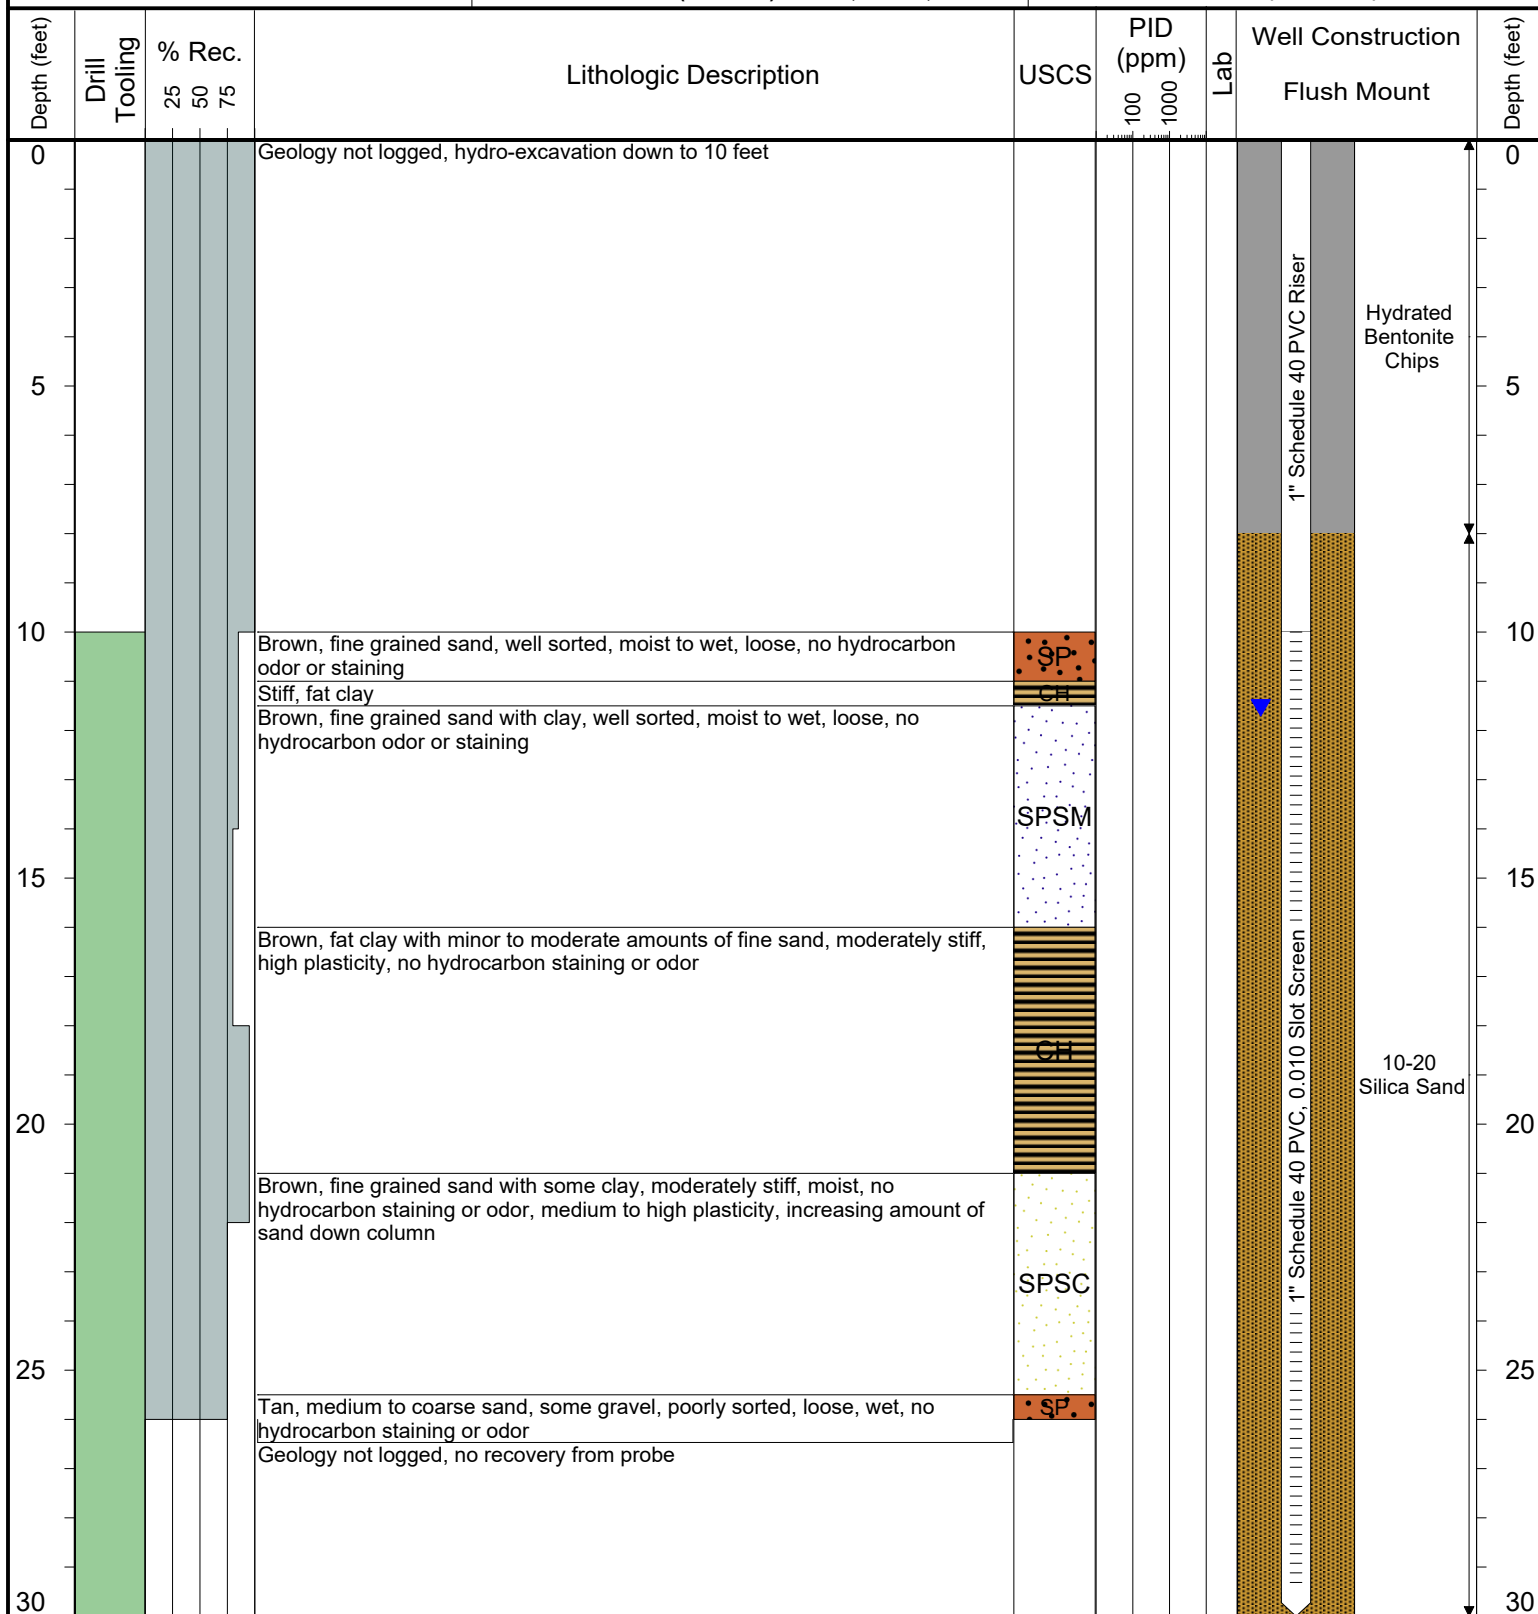 Depth (feet)
Drill
Tooling
% Rec.
25
50
75
Lithologic Description
USCS
PID
(ppm)
100
1000
Lab
Well Construction
Flush Mount
Depth (feet)
0
Geology not logged, hydro-excavation down to 10 feet
0
1" Schedule 40 PVC Riser
Hydrated
Bentonite
Chips
5
5
10
Brown, fine grained sand, well sorted, moist to wet, loose, no hydrocarbon
odor or staining
SP
10
Stiff, fat clay
CH
Brown, fine grained sand with clay, well sorted, moist to wet, loose, no
hydrocarbon odor or staining
SPSM
15
15
Brown, fat clay with minor to moderate amounts of fine sand, moderately stiff,
high plasticity, no hydrocarbon staining or odor
CH
1" Schedule 40 PVC, 0.010 Slot Screen
10-20
Silica Sand
20
20
Brown, fine grained sand with some clay, moderately stiff, moist, no
hydrocarbon staining or odor, medium to high plasticity, increasing amount of
sand down column
SPSC
25
25
Tan, medium to coarse sand, some gravel, poorly sorted, loose, wet, no
hydrocarbon staining or odor
SP
Geology not logged, no recovery from probe
30
30